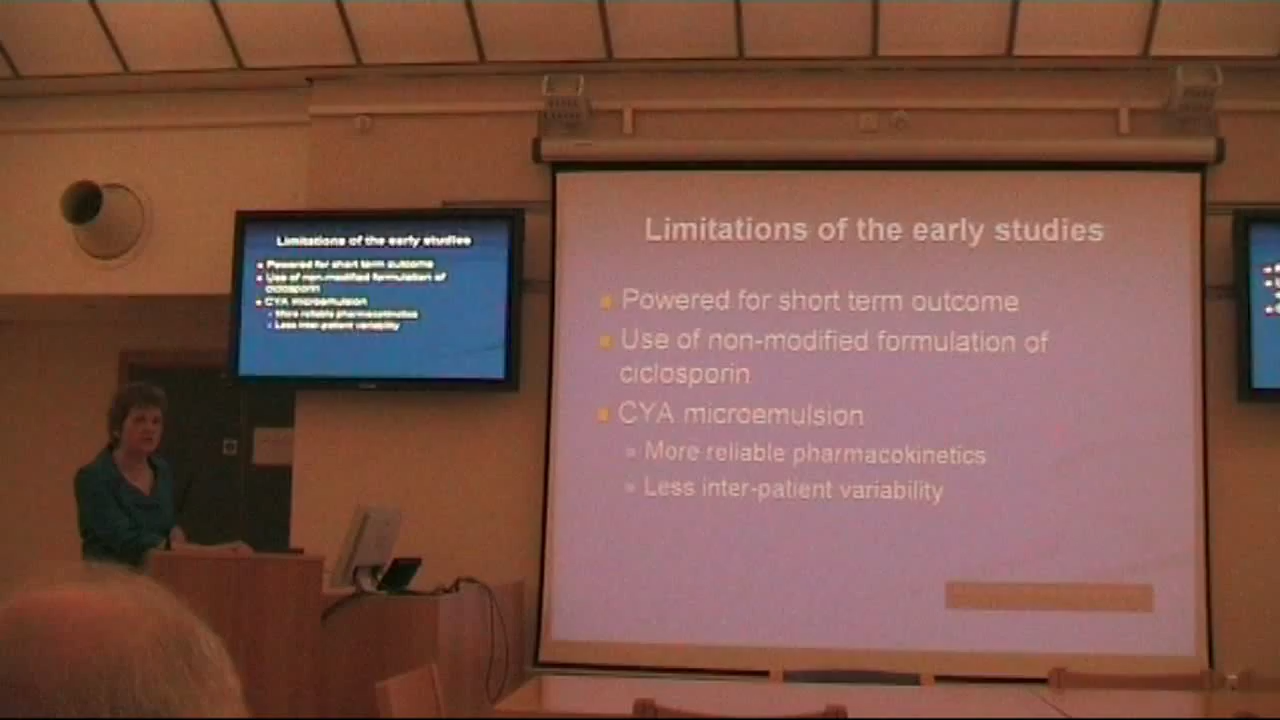 Limitations of the early studies
Powered for short term outcome
Use of non-modified formulation of
ciclosporin
CYA microemulsion
More reliable pharmacokinetics
Less inter-patient variability
Limitations of the early studies
Powered for short term outcome
Use of non-modified formulation of
ciclosporin
CYA microemulsion
More reliable pharmacokinetics
Less inter-patient variability